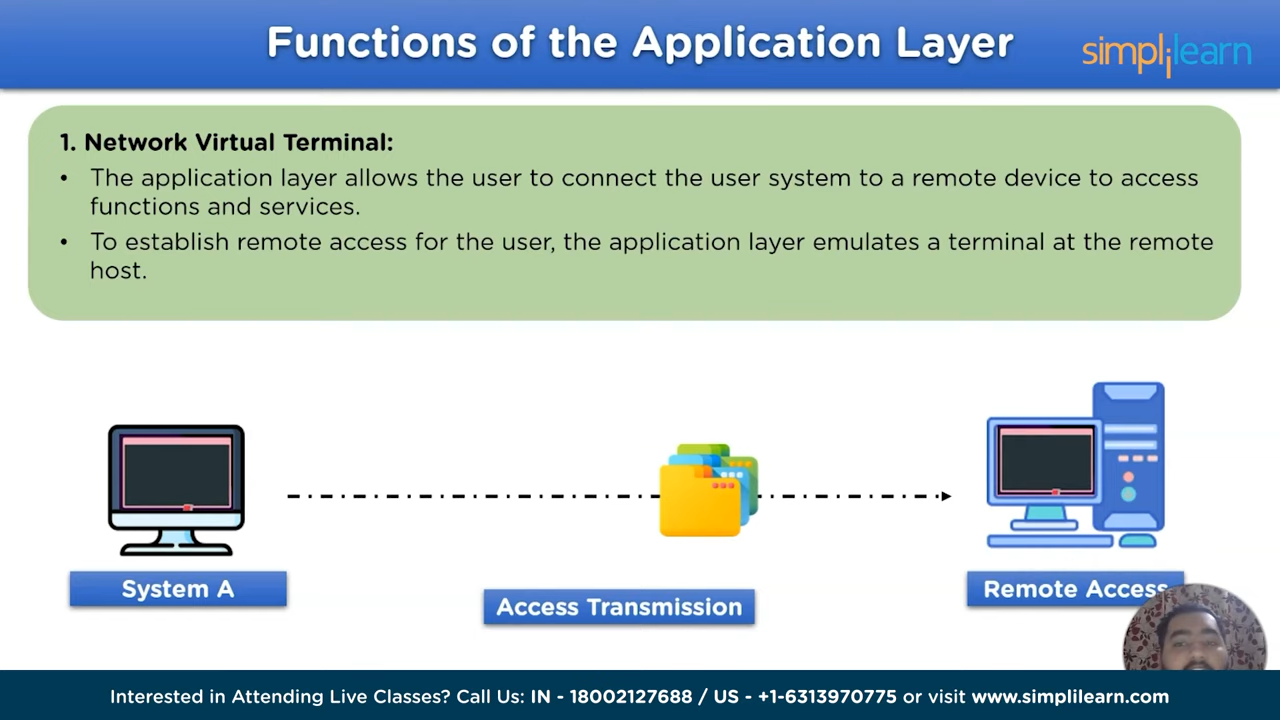 Functions of the Application Layer
simplilearn
1. Network Virtual Terminal:
• The application layer allows the user to connect the user system to a remote device to access
functions and services.
• To establish remote access for the user, the application layer emulates a terminal at the remote
host.
System A
Access Transmission
Remote Access
Interested in Attending Live Classes? Call Us: IN - 18002127688 / US - +1-6313970775 or visit www.simplilearn.com